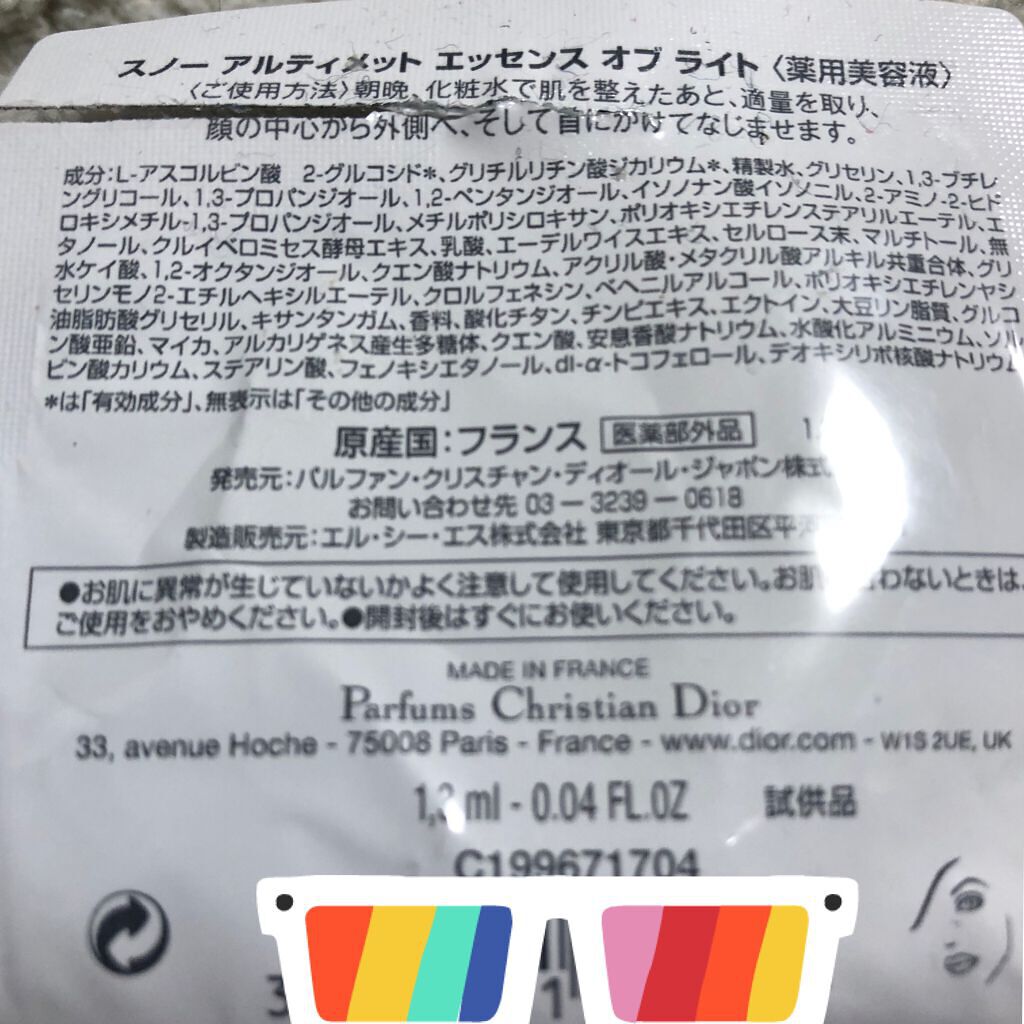 スノー アルティメット エッセンス オブ ライト〈薬用美容液〉
〈ご使用方法〉朝晩、化粧水で肌を整えたあと、適量を取り、
顔の中心から外側へ、そして首にかけてなじませます。
成分：L-アスコルビン酸　2-グルコシド*、グリチルリチン酸ジカリウム*、精製水、グリセリン、1,3-ブチレ
ングリコール、1,3-プロパンジオール、1,2-ペンタンジオール、イソノナン酸イソノニル、2-アミノ-2-ヒド
ロキシメチル-1,3-プロパンジオール、メチルポリシロキサン、ポリオキシエチレンステアリルエーテル、エ
タノール、クルイベロミセス酵母エキス、乳酸、エーデルワイスエキス、セルロース末、マルチトール、無
水ケイ酸、1,2-オクタンジオール、クエン酸ナトリウム、アクリル酸・メタクリル酸アルキル共重合体、グリ
セリンモノ2-エチルヘキシルエーテル、クロルフェネシン、ベヘニルアルコール、ポリオキシエチレンヤシ
油脂肪酸グリセリル、キサンタンガム、香料、酸化チタン、チンピエキス、エクトイン、大豆リン脂質、グルコ
ン酸亜鉛、マイカ、アルカリゲネス産生多糖体、クエン酸、安息香酸ナトリウム、水酸化アルミニウム、ソル
ビン酸カリウム、ステアリン酸、フェノキシエタノール、dl-α-トコフェロール、デオキシリボ核酸ナトリウム
*は「有効成分」、無表示は「その他の成分」
原産国：フランス 医薬部外品
発売元：パルファン・クリスチャン・ディオール・ジャポン株式
お問い合わせ先 03－3239－0618
製造販売元：エル・シー・エス株式会社 東京都千代田区平
●お肌に異常が生じていないかよく注意して使用してください。お肌 わないときは、
ご使用をおやめください。●開封後はすぐにお使いください。
MADE IN FRANCE
Parfums Christian Dior
33, avenue Hoche - 75008 Paris - France - www.dior.com - W1S 2UE, UK
1,3 ml - 0.04 FL.OZ 試供品
C199671704